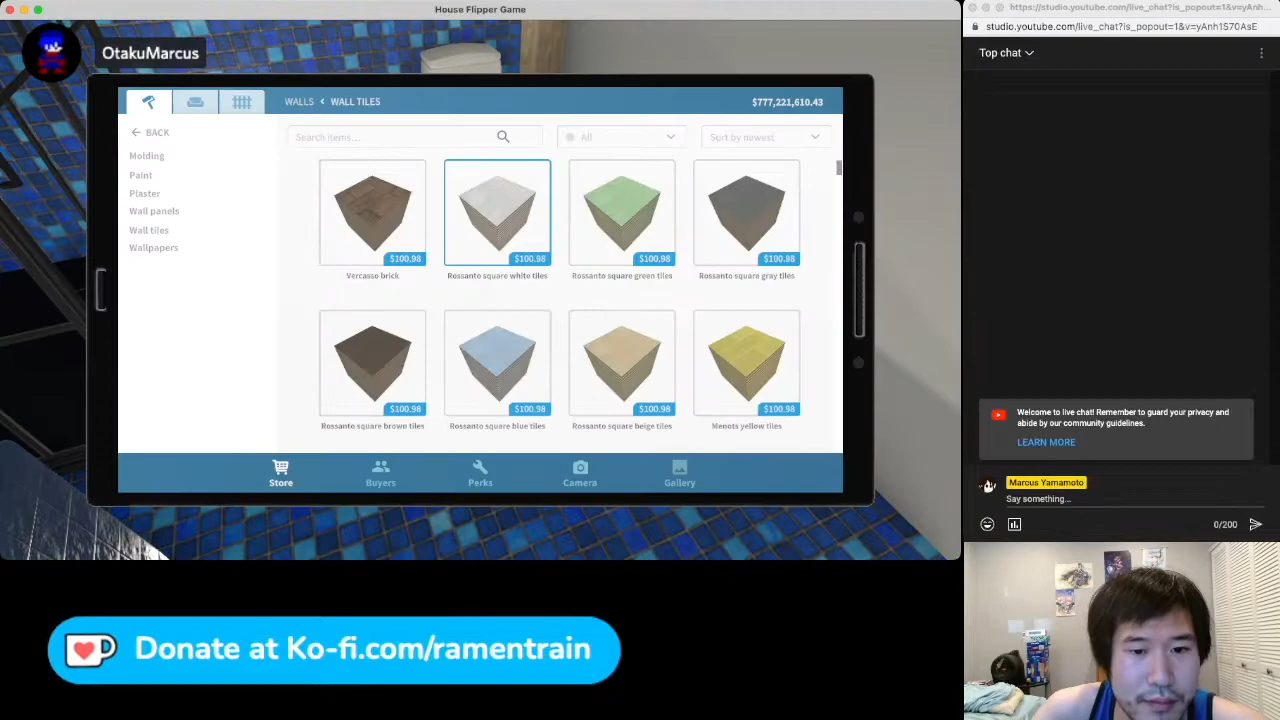 House Flipper Game
OtakuMarcus
WALLS < WALL TILES
$777,221,610.43
BACK
Molding
Paint
Plaster
Wall panels
Wall tiles
Wallpapers
Search items...
All
Sort by newest
$100.98
$100.98
$100.98
$100.98
Vercasso brick
Rossanto square white tiles
Rossanto square green tiles
Rossanto square gray tiles
$100.98
$100.98
$100.98
$100.98
Rossanto square brown tiles
Rossanto square blue tiles
Rossanto square beige tiles
Menots yellow tiles
Store
Buyers
Perks
Camera
Gallery
Donate at Ko-fi.com/ramentrain
https://studio.youtube.com/live_chat?is_popout=1&v=yAnh...
studio.youtube.com/live_chat?is_popout=1&v=yAnh1S70AsE
Top chat
Welcome to live chat! Remember to guard your privacy and
abide by our community guidelines.
LEARN MORE
Marcus Yamamoto
Say something...
0/200